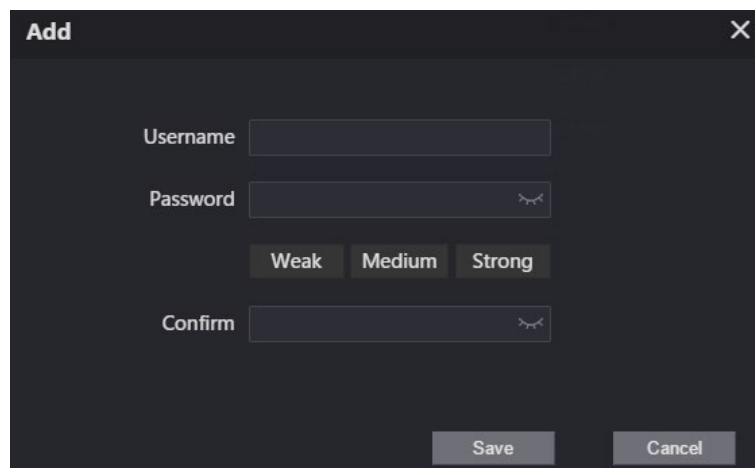 Add
Username
Password
Weak Medium Strong
Confirm
Save Cancel